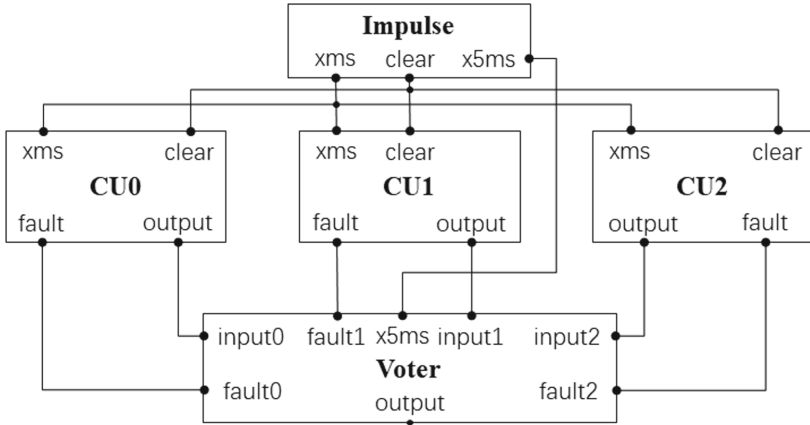 Impulse
xms clear x5ms
xms clear
CU0
fault output
xms clear
CU1
fault output
xms clear
CU2
output fault
input0 fault1 x5ms input1 input2
Voter
fault0 fault2
output